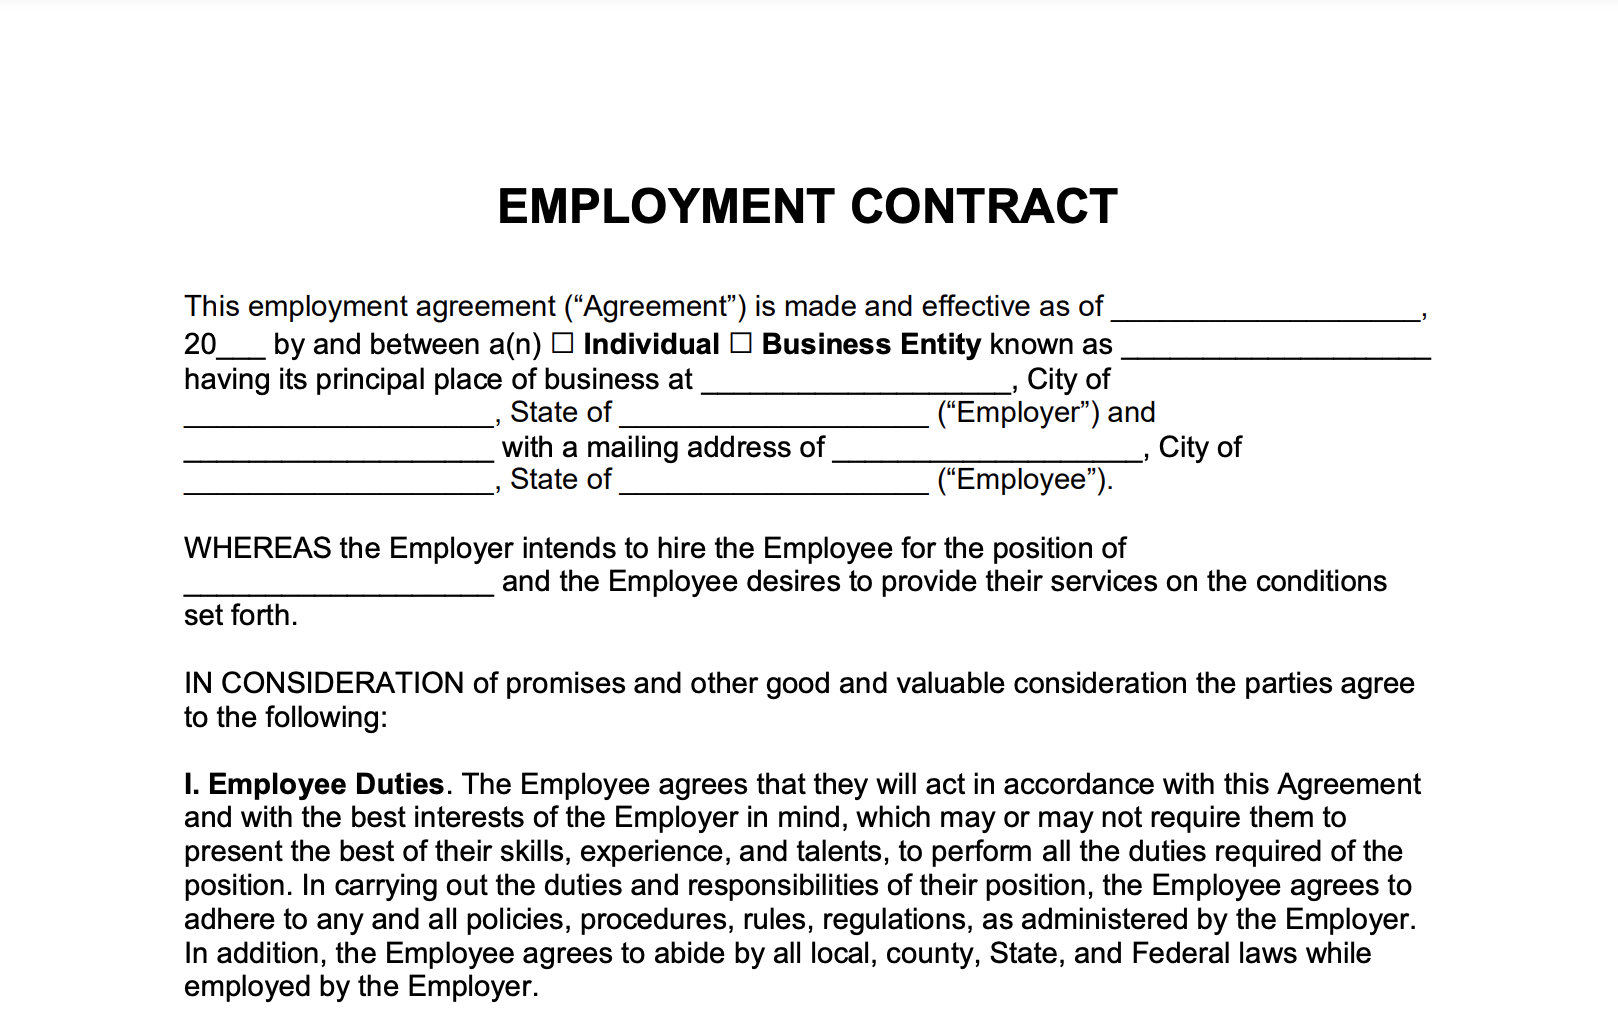 EMPLOYMENT CONTRACT
This employment agreement (“Agreement”) is made and effective as of ___________________,
20___ by and between a(n) ☐ Individual ☐ Business Entity known as ___________________
having its principal place of business at ___________________, City of
___________________, State of ___________________ (“Employer”) and
___________________ with a mailing address of ___________________, City of
___________________, State of ___________________ (“Employee”).
WHEREAS the Employer intends to hire the Employee for the position of
___________________ and the Employee desires to provide their services on the conditions
set forth.
IN CONSIDERATION of promises and other good and valuable consideration the parties agree
to the following:
I. Employee Duties. The Employee agrees that they will act in accordance with this Agreement
and with the best interests of the Employer in mind, which may or may not require them to
present the best of their skills, experience, and talents, to perform all the duties required of the
position. In carrying out the duties and responsibilities of their position, the Employee agrees to
adhere to any and all policies, procedures, rules, regulations, as administered by the Employer.
In addition, the Employee agrees to abide by all local, county, State, and Federal laws while
employed by the Employer.